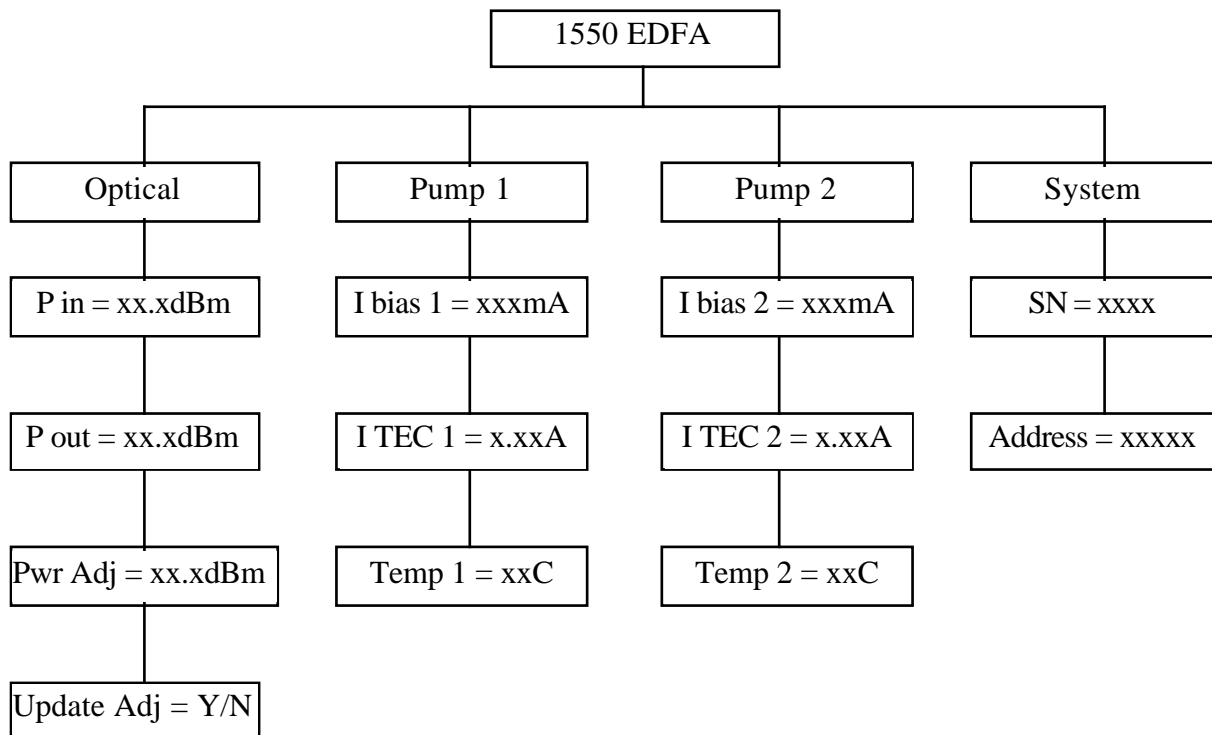 1550 EDFA
Optical
Pump 1
Pump 2
System
P in = xx.xdBm
I bias 1 = xxxmA
I bias 2 = xxxmA
SN = xxxx
P out = xx.xdBm
I TEC 1 = x.xxA
I TEC 2 = x.xxA
Address = xxxxx
Pwr Adj = xx.xdBm
Temp 1 = xxC
Temp 2 = xxC
Update Adj = Y/N